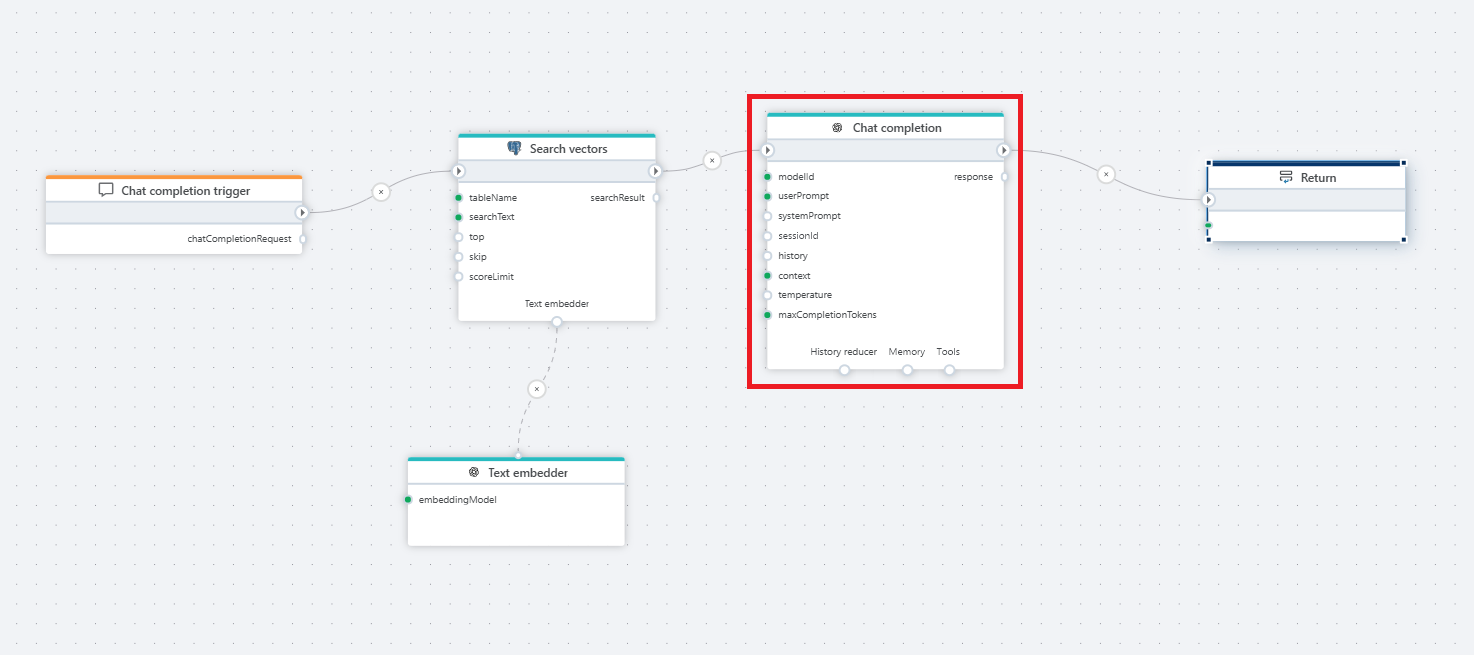 Chat completion trigger
chatCompletionRequest
Search vectors
tableName
searchResult
searchText
top
skip
scoreLimit
Text embedder
Text embedder
embeddingModel
Chat completion
modelId
response
userPrompt
systemPrompt
sessionId
history
context
temperature
maxCompletionTokens
History reducer Memory Tools
Return